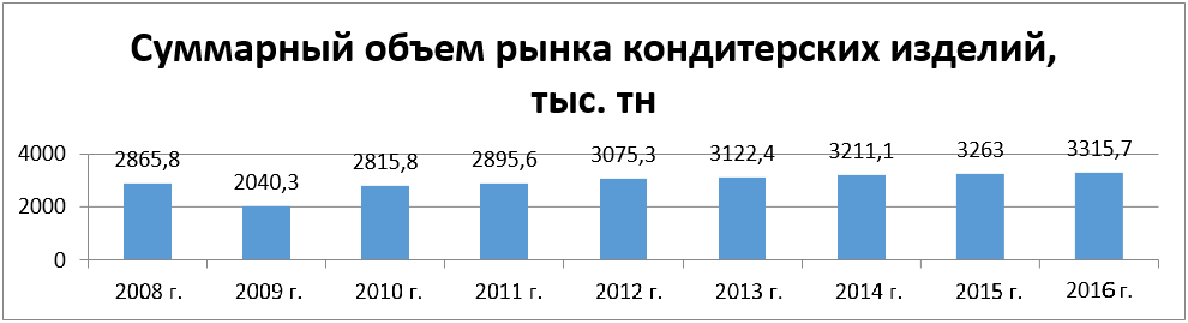 Суммарный объем рынка кондитерских изделий,
тыс. тн
4000
2000
0
2865,8
2040,3
2815,8
2895,6
3075,3
3122,4
3211,1
3263
3315,7
2008 г.
2009 г.
2010 г.
2011 г.
2012 г.
2013 г.
2014 г.
2015 г.
2016 г.